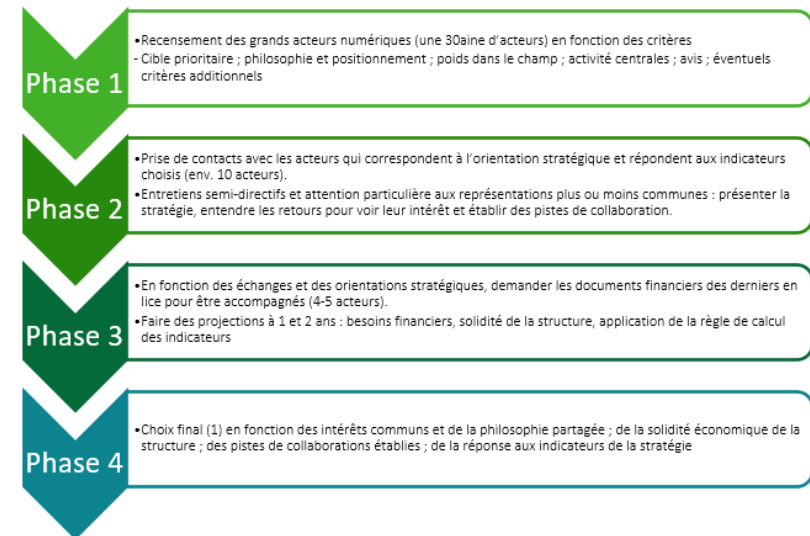 Phase 1
•Recensement des grands acteurs numériques (une 30aine d'acteurs) en fonction des critères
- Cible prioritaire ; philosophie et positionnement ; poids dans le champ ; activité centrales ; avis ; éventuels
critères additionnels
Phase 2
•Prise de contacts avec les acteurs qui correspondent à l'orientation stratégique et répondent aux indicateurs
choisis (env. 10 acteurs).
•Entretiens semi-directifs et attention particulière aux représentations plus ou moins communes : présenter la
stratégie, entendre les retours pour voir leur intérêt et établir des pistes de collaboration.
Phase 3
•En fonction des échanges et des orientations stratégiques, demander les documents financiers des derniers en
lice pour être accompagnés (4-5 acteurs).
•Faire des projections à 1 et 2 ans : besoins financiers, solidité de la structure, application de la règle de calcul
des indicateurs
Phase 4
•Choix final (1) en fonction des intérêts communs et de la philosophie partagée ; de la solidité économique de la
structure ; des pistes de collaborations établies ; de la réponse aux indicateurs de la stratégie